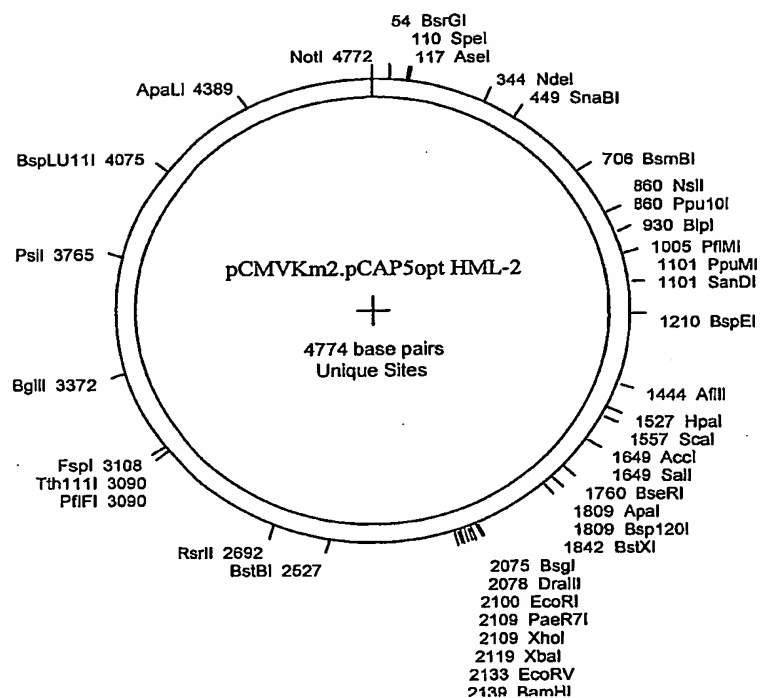 54 BsrGI
110 SpeI
117 AseI
344 NdeI
449 SnaBI
706 BsmBI
860 NsiI
860 Ppu10I
930 BlpI
1005 PflMI
1101 PpuMI
1101 SanDI
1210 BspEI
1444 AflII
1527 HpaI
1557 ScaI
1649 AccI
1649 SalI
1760 BseRI
1809 ApaI
1809 Bsp120I
1842 BstXI
2075 BsgI
2078 DraIII
2100 EcoRI
2109 PaeR7I
2109 XhoI
2119 XbaI
2133 EcoRV
2139 BamHI
BstBI 2527
RsrII 2692
PflFI 3090
Tth111I 3090
FspI 3108
BglII 3372
PsiI 3765
BspLU11I 4075
ApaLI 4389
NotI 4772
pCMVKm2.pCAP5opt HML-2
4774 base pairs
Unique Sites